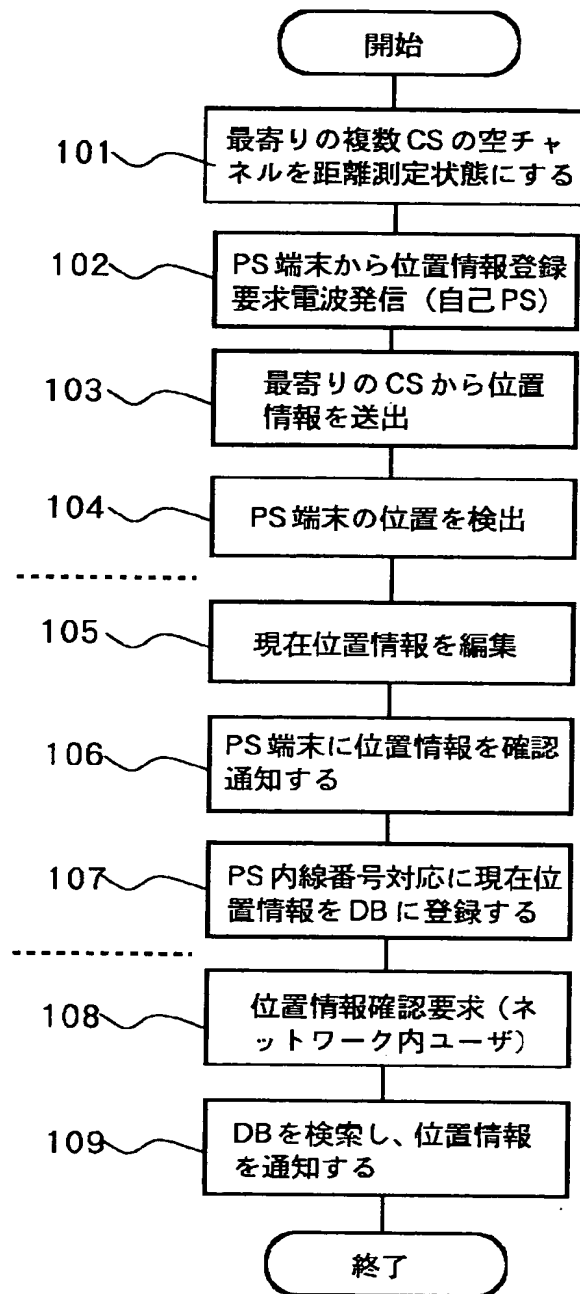 開始
101
最寄りの複数CSの空チャ
ネルを距離測定状態にする
102
PS端末から位置情報登録
要求電波発信（自己PS）
103
最寄りのCSから位置
情報を送出
104
PS端末の位置を検出
105
現在位置情報を編集
106
PS端末に位置情報を確認
通知する
107
PS内線番号対応に現在位
置情報をDBに登録する
108
位置情報確認要求（ネ
ットワーク内ユーザ）
109
DBを検索し、位置情報
を通知する
終了